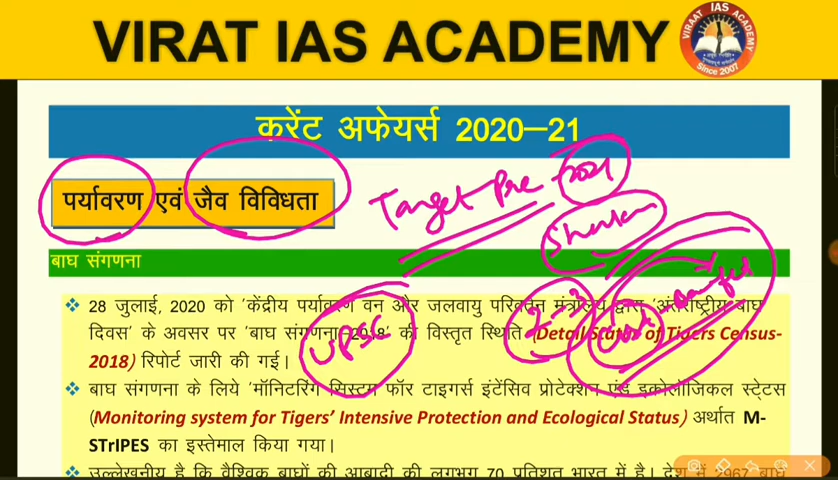 VIRAT IAS ACADEMY
VIRAAT IAS ACADEMY
Since 2007
करेंट अफेयर्स 2020–21
पर्यावरण एवं जैव विविधता
Target Pre 2021
बाघ संगणना
28 जुलाई, 2020 को 'केंद्रीय पर्यावरण वन और जलवायु परिवर्तन मंत्रालय द्वारा 'अंतर्राष्ट्रीय बाघ
दिवस' के अवसर पर 'बाघ संगणना-2018' की विस्तृत स्थिति (Detail Status of Tigers Census-
2018) रिपोर्ट जारी की गई।
UPSC
2-3
बाघ संगणना के लिये 'मॉनिटरिंग सिस्टम फॉर टाइगर्स इंटेंसिव प्रोटेक्शन एंड इकोलॉजिकल स्टेटस
(Monitoring system for Tigers' Intensive Protection and Ecological Status) अर्थात M-
STrIPES का इस्तेमाल किया गया।
उल्लेखनीय है कि वैश्विक बाघों की आबादी की लगभग 70 प्रतिशत भारत में है। देश में 2967 बाघ